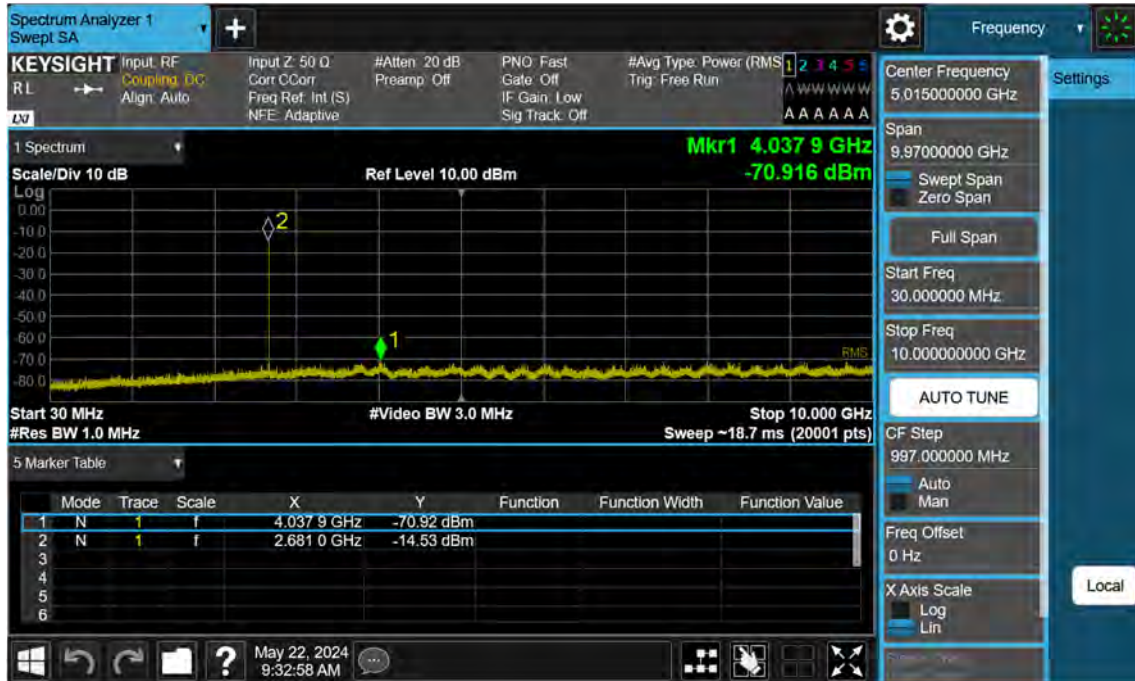 Spectrum Analyzer 1
Swept SA
+
Frequency
KEYSIGHT
Input: RF
Input Z: 50 Ω
#Atten: 20 dB
PNO: Fast
#Avg Type: Power (RMS
1 2 3 4 5 6
RL
Coupling: DC
Corr CCorr
Preamp: Off
Gate: Off
Trig: Free Run
Align: Auto
Freq Ref: Int (S)
IF Gain: Low
A W W W W W
LXI
NFE: Adaptive
Sig Track: Off
A A A A A A
1 Spectrum
Mkr1 4.037 9 GHz
Scale/Div 10 dB
Ref Level 10.00 dBm
-70.916 dBm
Log
0.00
-10.0
-20.0
-30.0
-40.0
-50.0
-60.0
-70.0
-80.0
2
1
RMS
Start 30 MHz
#Video BW 3.0 MHz
Stop 10.000 GHz
#Res BW 1.0 MHz
Sweep ~18.7 ms (20001 pts)
5 Marker Table
Mode Trace Scale X Y Function Function Width Function Value
1 N 1 f 4.037 9 GHz -70.92 dBm
2 N 1 f 2.681 0 GHz -14.53 dBm
3
4
5
6
?
May 22, 2024
9:32:58 AM
Center Frequency
5.015000000 GHz
Settings
Span
9.97000000 GHz
Swept Span
Zero Span
Full Span
Start Freq
30.000000 MHz
Stop Freq
10.000000000 GHz
AUTO TUNE
CF Step
997.000000 MHz
Auto
Man
Freq Offset
0 Hz
X Axis Scale
Log
Lin
Local